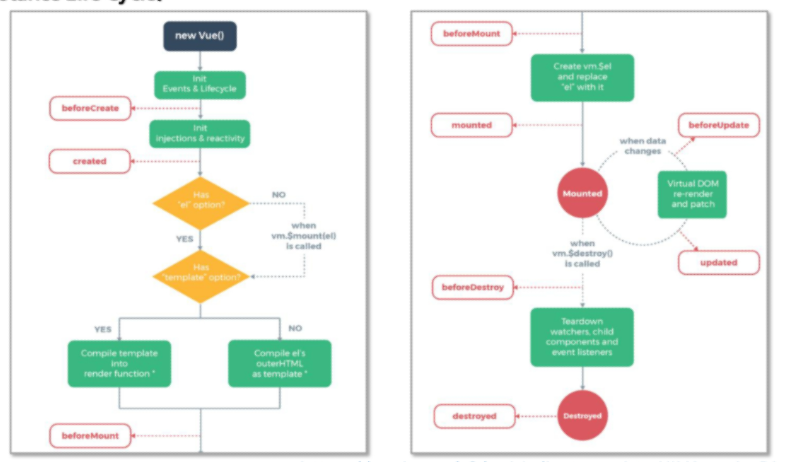 new Vue()
Init
Events & Lifecycle
beforeCreate
Init
injections & reactivity
created
Has
"el" option?
NO
when
vm.$mount(el)
is called
YES
Has
"template" option?
YES
NO
Compile template
into
render function *
Compile el's
outerHTML
as template *
beforeMount
beforeMount
Create vm.$el
and replace
"el" with it
mounted
when data
changes
beforeUpdate
Mounted
Virtual DOM
re-render
and patch
updated
when
vm.$destroy()
is called
beforeDestroy
Teardown
watchers, child
components and
event listeners
destroyed
Destroyed